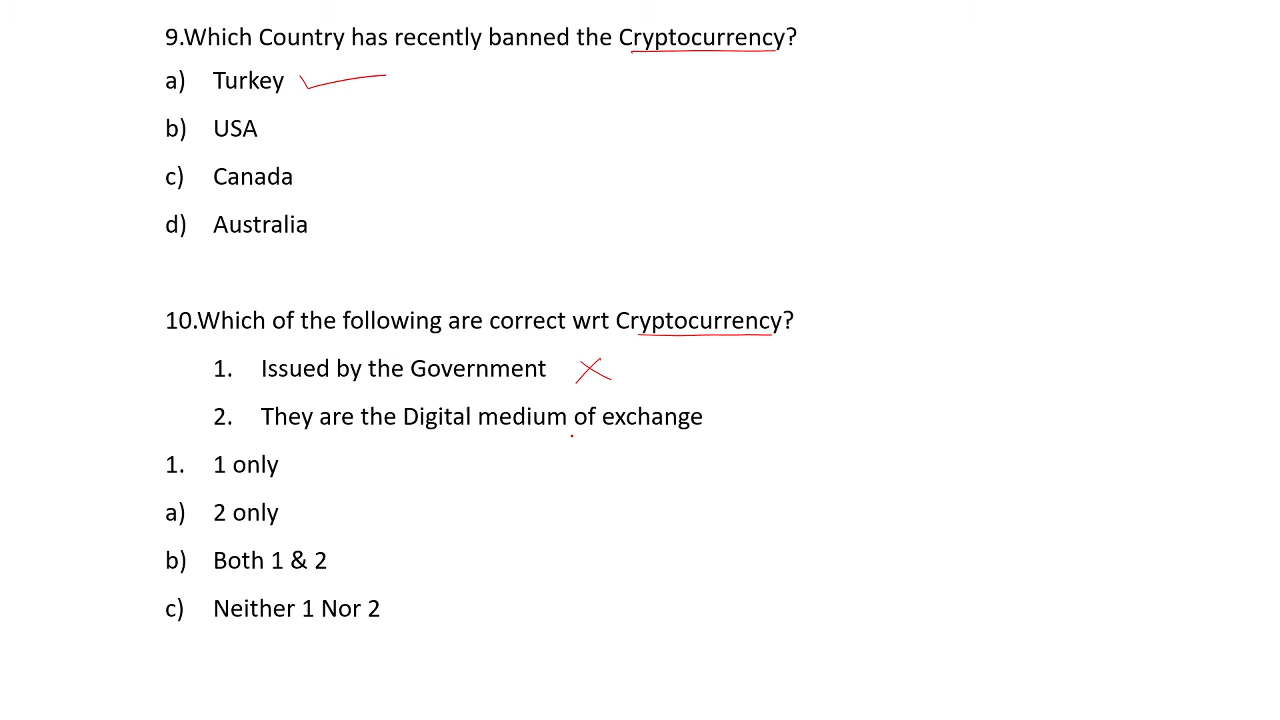 9.Which Country has recently banned the Cryptocurrency?
a) Turkey
b) USA
c) Canada
d) Australia
10.Which of the following are correct wrt Cryptocurrency?
1. Issued by the Government
2. They are the Digital medium of exchange
1. 1 only
a) 2 only
b) Both 1 & 2
c) Neither 1 Nor 2